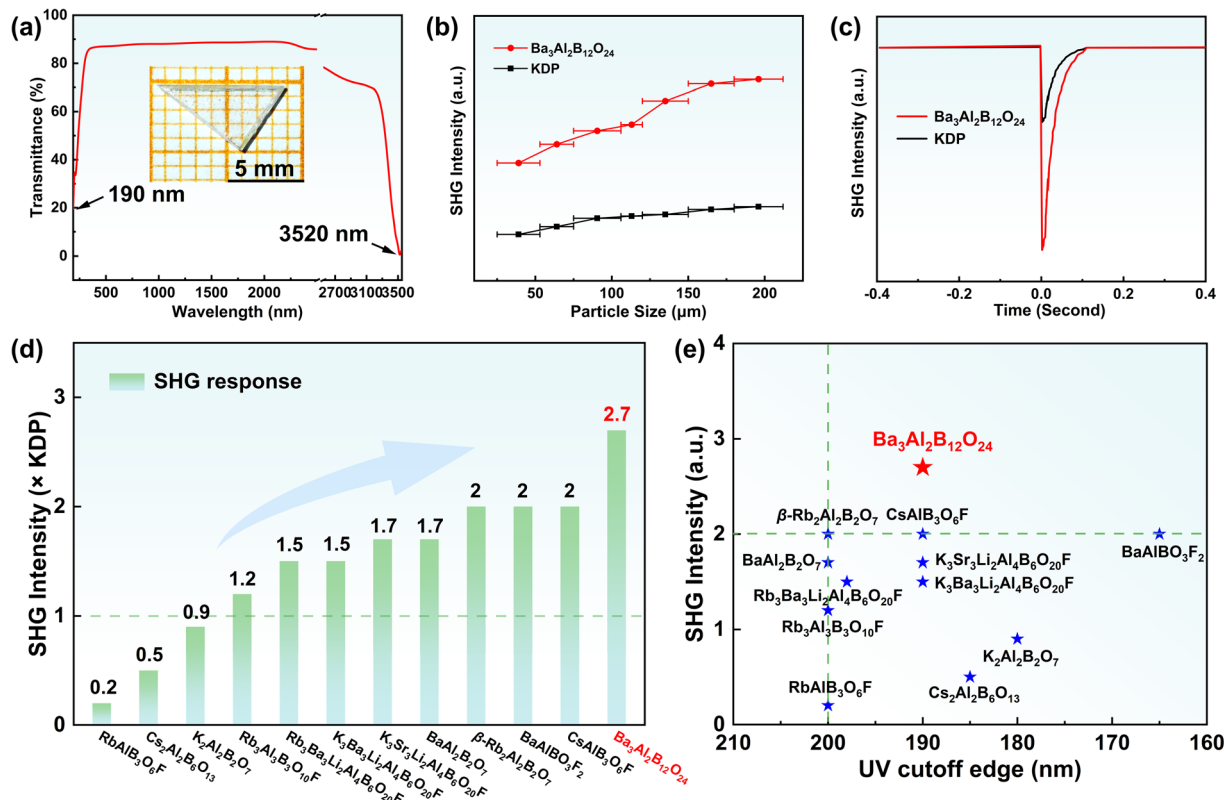 (a)
Transmittance (%)
100
80
60
40
20
0
190 nm
5 mm
3520 nm
500 1000 1500 2000 2700 3100 3500
Wavelength (nm)
(b)
SHG Intensity (a.u.)
Ba₃Al₂B₁₂O₂₄
KDP
50 100 150 200
Particle Size (μm)
(c)
SHG Intensity (a.u.)
Ba₃Al₂B₁₂O₂₄
KDP
-0.4 -0.2 0.0 0.2 0.4
Time (Second)
(d)
SHG Intensity (× KDP)
SHG response
3
2
1
0
0.2
0.5
0.9
1.2
1.5
1.5
1.7
1.7
2
2
2
2.7
RbAlB₃O₆F
Cs₂Al₂B₆O₁₃
K₂Al₂B₂O₇
Rb₃Al₃B₃O₁₀F
Rb₃Ba₃Li₂Al₄B₆O₂₀F
K₃Ba₃Li₂Al₄B₆O₂₀F
K₃Sr₃Li₂Al₄B₆O₂₀F
BaAl₂B₂O₇
β-Rb₂Al₂B₂O₇
BaAlBO₃F₂
CsAlB₃O₆F
Ba₃Al₂B₁₂O₂₄
(e)
SHG Intensity (a.u.)
4
3
2
1
0
Ba₃Al₂B₁₂O₂₄
β-Rb₂Al₂B₂O₇
CsAlB₃O₆F
BaAlBO₃F₂
BaAl₂B₂O₇
K₃Sr₃Li₂Al₄B₆O₂₀F
K₃Ba₃Li₂Al₄B₆O₂₀F
Rb₃Ba₃Li₂Al₄B₆O₂₀F
Rb₃Al₃B₃O₁₀F
K₂Al₂B₂O₇
RbAlB₃O₆F
Cs₂Al₂B₆O₁₃
210 200 190 180 170 160
UV cutoff edge (nm)